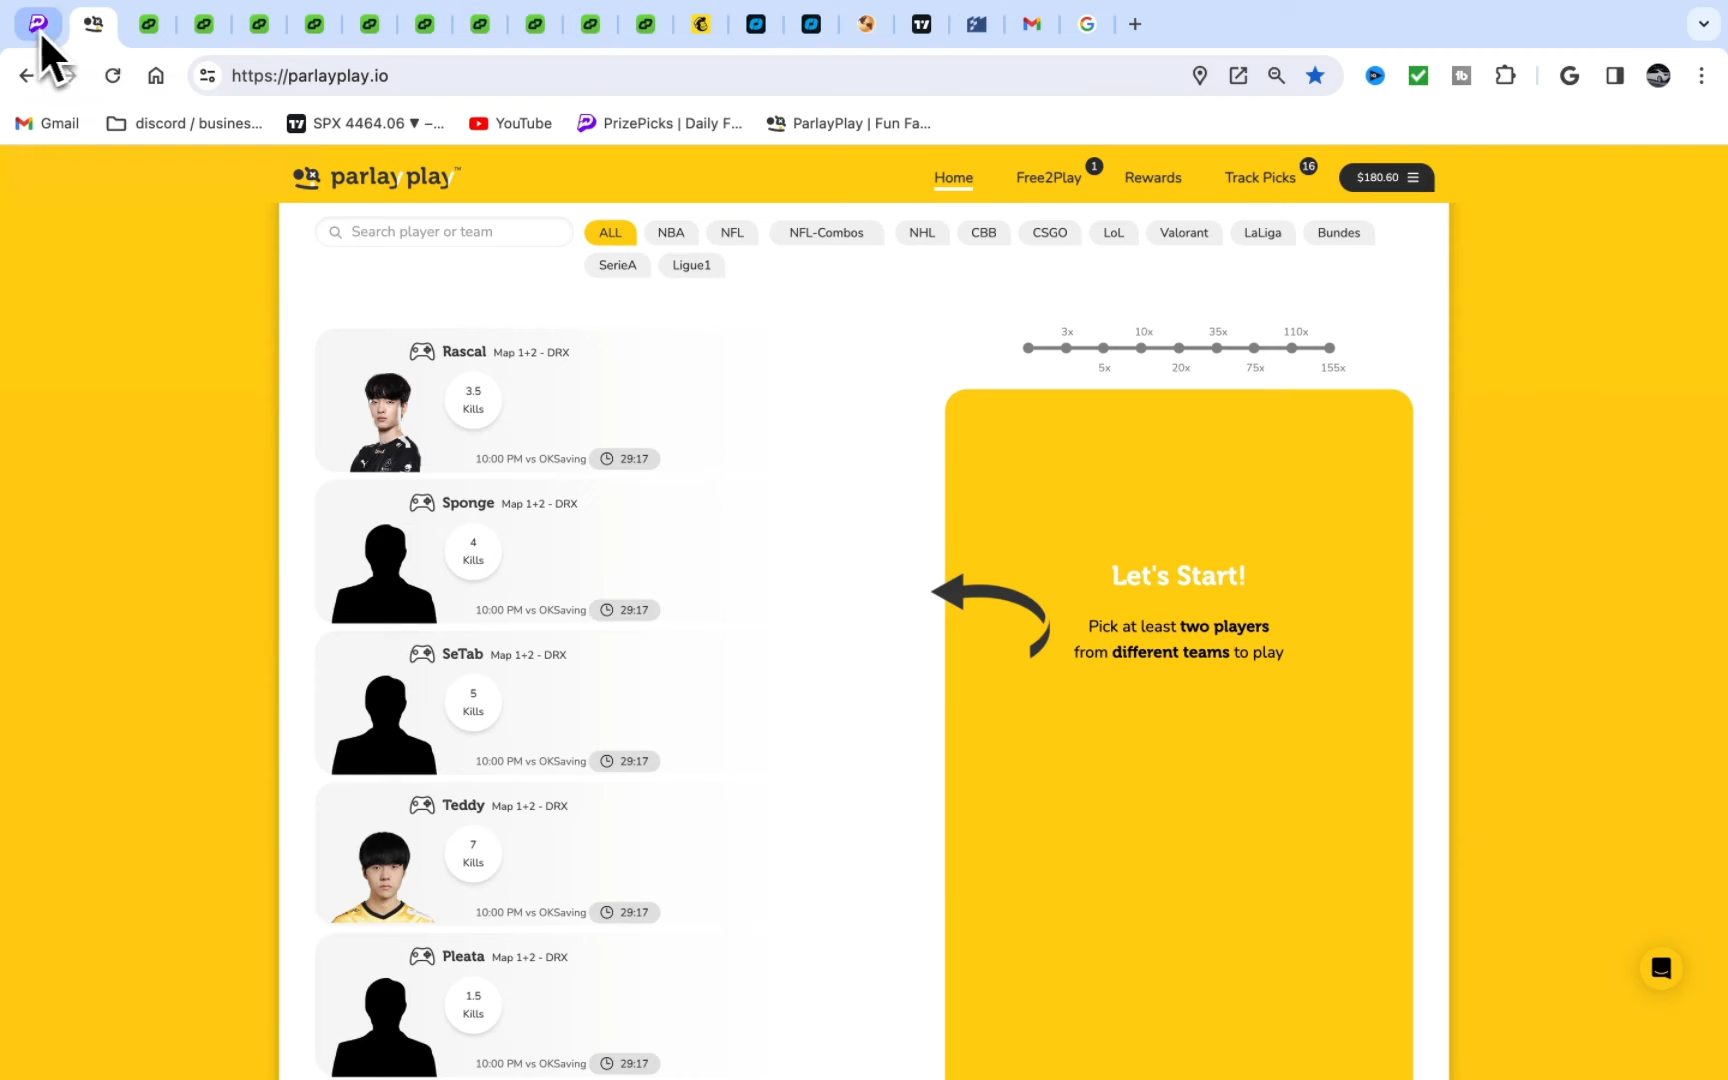 https://parlayplay.io
Gmail
discord / busines...
SPX 4464.06 ▼ –...
YouTube
PrizePicks | Daily F...
ParlayPlay | Fun Fa...
parlay play™
Home
Free2Play 1
Rewards
Track Picks 16
$180.60
Search player or team
ALL NBA NFL NFL-Combos NHL CBB CSGO LoL Valorant LaLiga Bundes
SerieA Ligue1
Rascal Map 1+2 - DRX
3.5
Kills
10:00 PM vs OKSaving 29:17
Sponge Map 1+2 - DRX
4
Kills
10:00 PM vs OKSaving 29:17
SeTab Map 1+2 - DRX
5
Kills
10:00 PM vs OKSaving 29:17
Teddy Map 1+2 - DRX
7
Kills
10:00 PM vs OKSaving 29:17
Pleata Map 1+2 - DRX
1.5
Kills
10:00 PM vs OKSaving 29:17
3x 10x 35x 110x
5x 20x 75x 155x
Let's Start!
Pick at least two players
from different teams to play